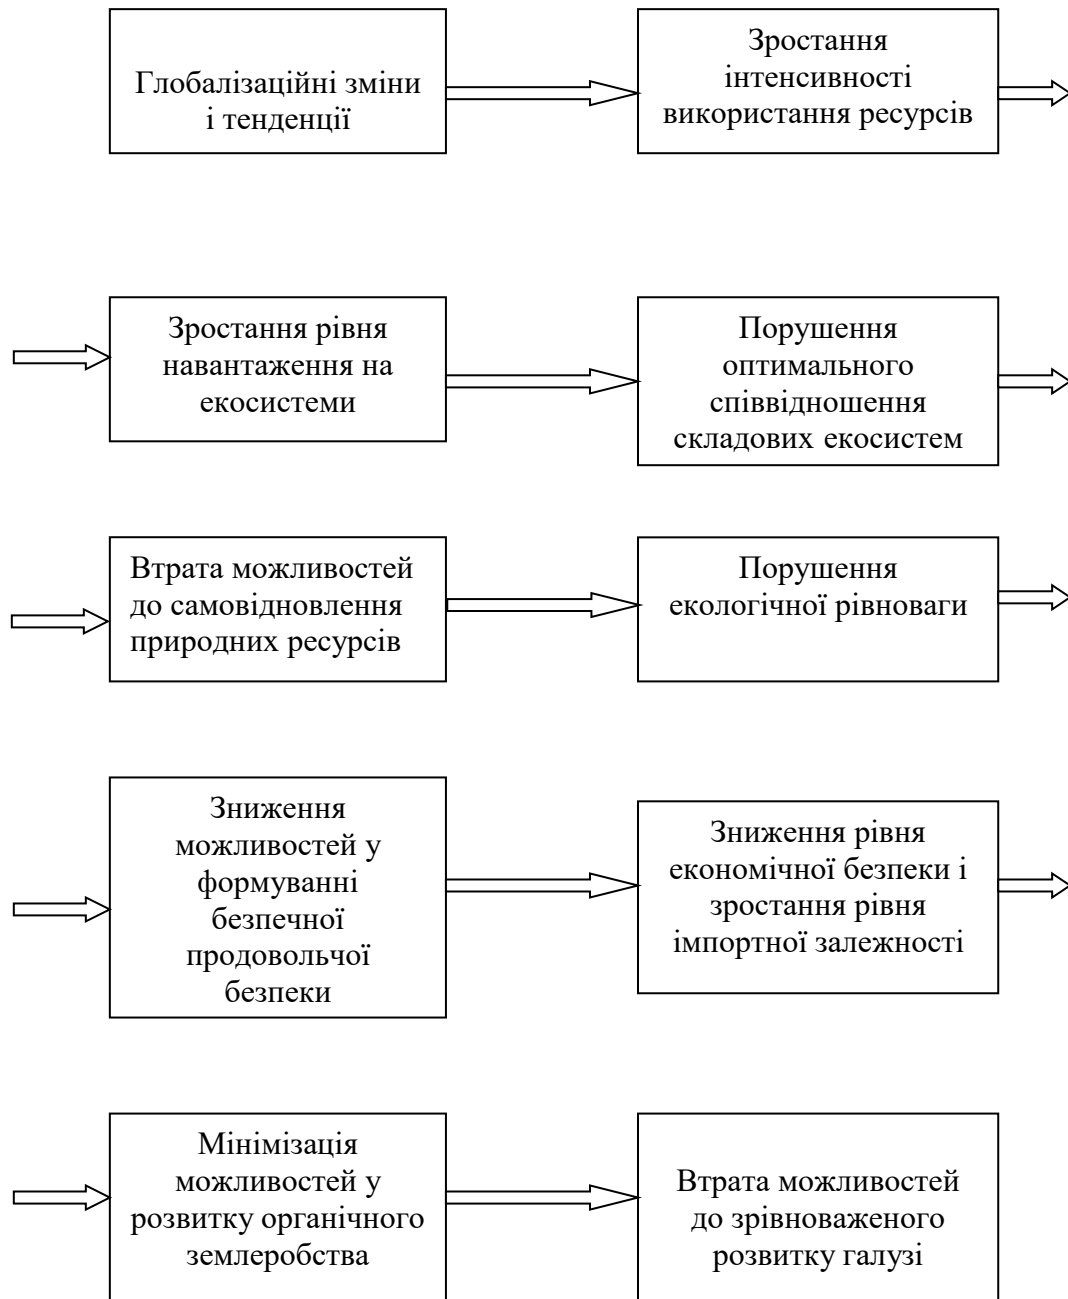 Глобалізаційні зміни
і тенденції
Зростання
інтенсивності
використання ресурсів
Зростання рівня
навантаження на
екосистеми
Порушення
оптимального
співвідношення
складових екосистем
Втрата можливостей
до самовідновлення
природних ресурсів
Порушення
екологічної рівноваги
Зниження
можливостей у
формуванні
безпечної
продовольчої
безпеки
Зниження рівня
економічної безпеки і
зростання рівня
імпортної залежності
Мінімізація
можливостей у
розвитку органічного
землеробства
Втрата можливостей
до зрівноваженого
розвитку галузі